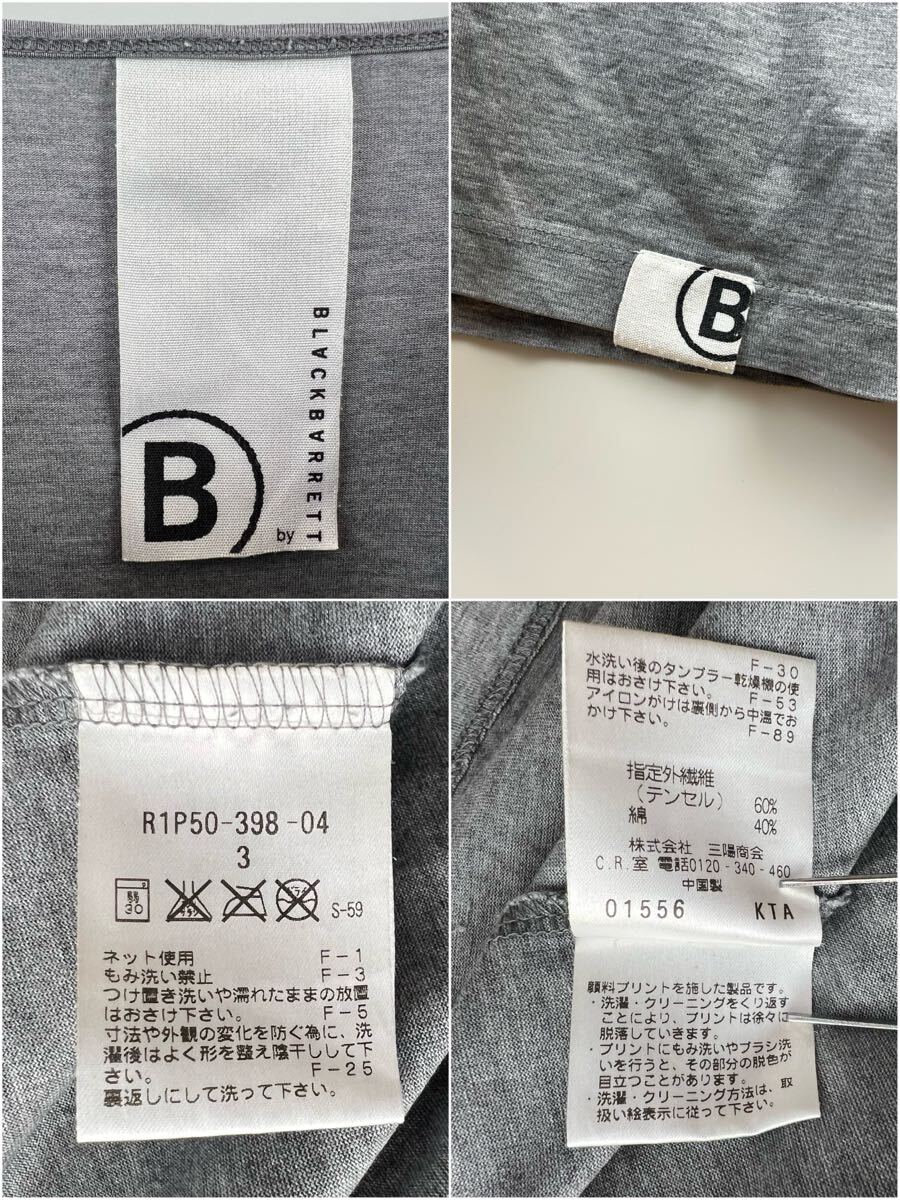 BLACKBARRETT
B
by
B
R1P50-398-04
3
弱
30
エンソ
サラシ
ドライ
S-59
ネット使用 F-1
もみ洗い禁止 F-3
つけ置き洗いや濡れたままの放置
はおさけ下さい。 F-5
寸法や外観の変化を防ぐ為に、洗
濯後はよく形を整え陰干しして下
さい。 F-25
裏返しにして洗って下さい。
F-30
水洗い後のタンブラー乾燥機の使
用はおさけ下さい。 F-53
アイロンがけは裏側から中温でお
かけ下さい。 F-89
指定外繊維
(テンセル) 60%
綿 40%
株式会社 三陽商会
C.R.室 電話0120-340-460
中国製
01556 KTA
顔料プリントを施した製品です。
・洗濯・クリーニングをくり返す
ことにより、プリントは徐々に
脱落していきます。
・プリントにもみ洗いやブラシ洗
いを行うと、その部分の脱色が
目立つことがあります。
・洗濯・クリーニング方法は、取
扱い絵表示に従って下さい。